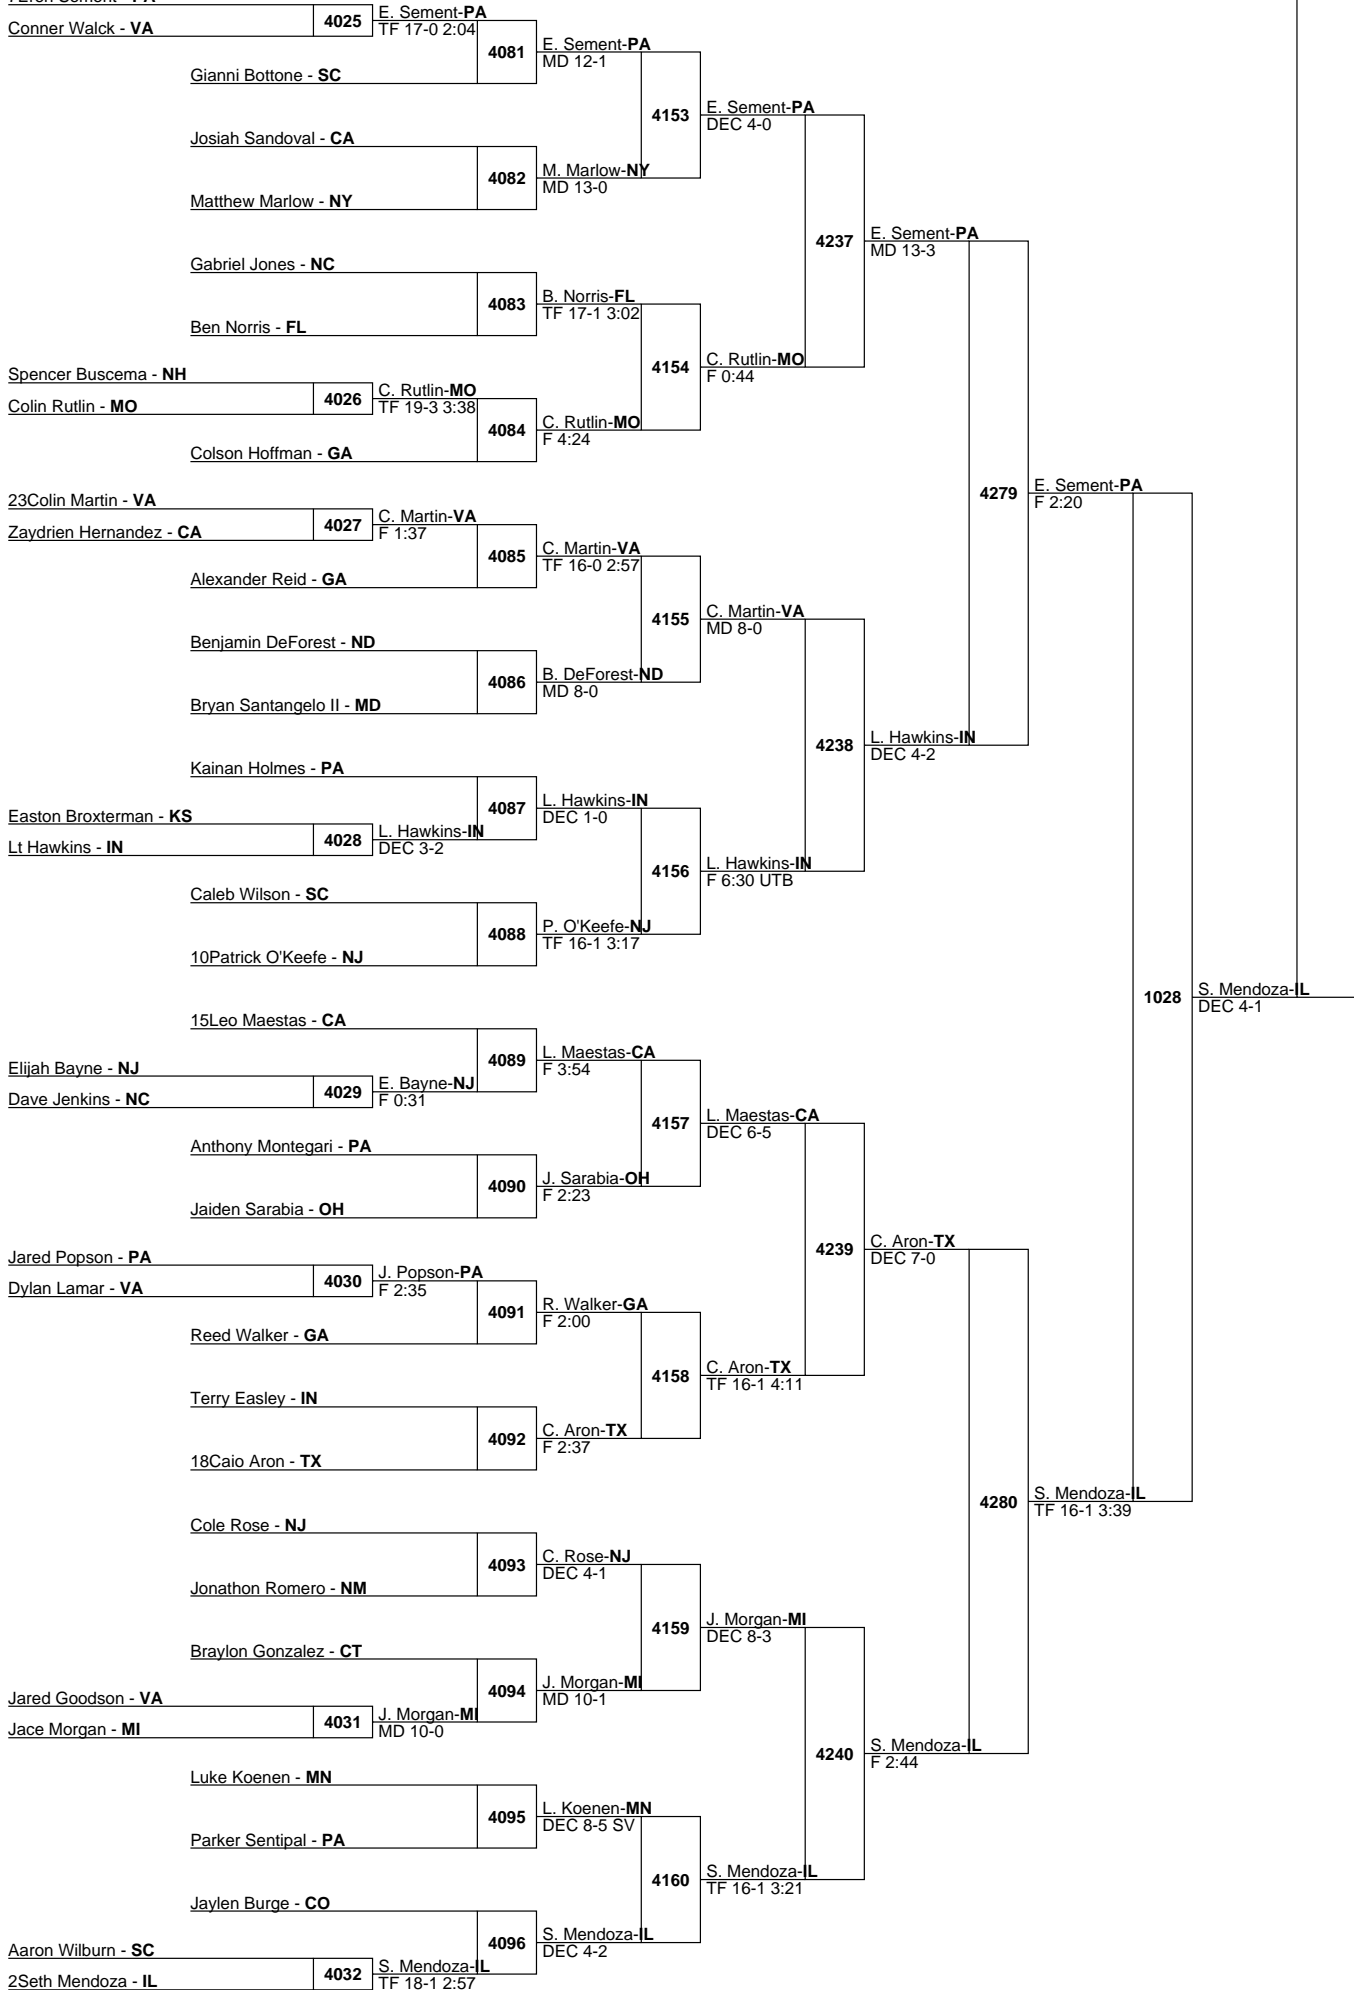 Conner Walck - VA
4025
E. Sement-PA
TF 17-0 2:04
4081
E. Sement-PA
MD 12-1
Gianni Bottone - SC
4153
E. Sement-PA
DEC 4-0
Josiah Sandoval - CA
4082
M. Marlow-NY
MD 13-0
Matthew Marlow - NY
4237
E. Sement-PA
MD 13-3
Gabriel Jones - NC
4083
B. Norris-FL
TF 17-1 3:02
Ben Norris - FL
4154
C. Rutlin-MO
F 0:44
Spencer Buscema - NH
Colin Rutlin - MO
4026
C. Rutlin-MO
TF 19-3 3:38
4084
C. Rutlin-MO
F 4:24
Colson Hoffman - GA
4279
E. Sement-PA
F 2:20
23Colin Martin - VA
Zaydrien Hernandez - CA
4027
C. Martin-VA
F 1:37
4085
C. Martin-VA
TF 16-0 2:57
Alexander Reid - GA
4155
C. Martin-VA
MD 8-0
Benjamin DeForest - ND
4086
B. DeForest-ND
MD 8-0
Bryan Santangelo II - MD
4238
L. Hawkins-IN
DEC 4-2
Kainan Holmes - PA
4087
L. Hawkins-IN
DEC 1-0
Easton Broxterman - KS
Lt Hawkins - IN
4028
L. Hawkins-IN
DEC 3-2
4156
L. Hawkins-IN
F 6:30 UTB
Caleb Wilson - SC
4088
P. O'Keefe-NJ
TF 16-1 3:17
10Patrick O'Keefe - NJ
1028
S. Mendoza-IL
DEC 4-1
15Leo Maestas - CA
4089
L. Maestas-CA
F 3:54
Elijah Bayne - NJ
Dave Jenkins - NC
4029
E. Bayne-NJ
F 0:31
4157
L. Maestas-CA
DEC 6-5
Anthony Montegari - PA
4090
J. Sarabia-OH
F 2:23
Jaiden Sarabia - OH
4239
C. Aron-TX
DEC 7-0
Jared Popson - PA
Dylan Lamar - VA
4030
J. Popson-PA
F 2:35
4091
R. Walker-GA
F 2:00
Reed Walker - GA
4158
C. Aron-TX
TF 16-1 4:11
Terry Easley - IN
4092
C. Aron-TX
F 2:37
18Caio Aron - TX
4280
S. Mendoza-IL
TF 16-1 3:39
Cole Rose - NJ
4093
C. Rose-NJ
DEC 4-1
Jonathon Romero - NM
4159
J. Morgan-MI
DEC 8-3
Braylon Gonzalez - CT
4094
J. Morgan-MI
MD 10-1
Jared Goodson - VA
Jace Morgan - MI
4031
J. Morgan-MI
MD 10-0
4240
S. Mendoza-IL
F 2:44
Luke Koenen - MN
4095
L. Koenen-MN
DEC 8-5 SV
Parker Sentipal - PA
4160
S. Mendoza-IL
TF 16-1 3:21
Jaylen Burge - CO
4096
S. Mendoza-IL
DEC 4-2
Aaron Wilburn - SC
2Seth Mendoza - IL
4032
S. Mendoza-IL
TF 18-1 2:57